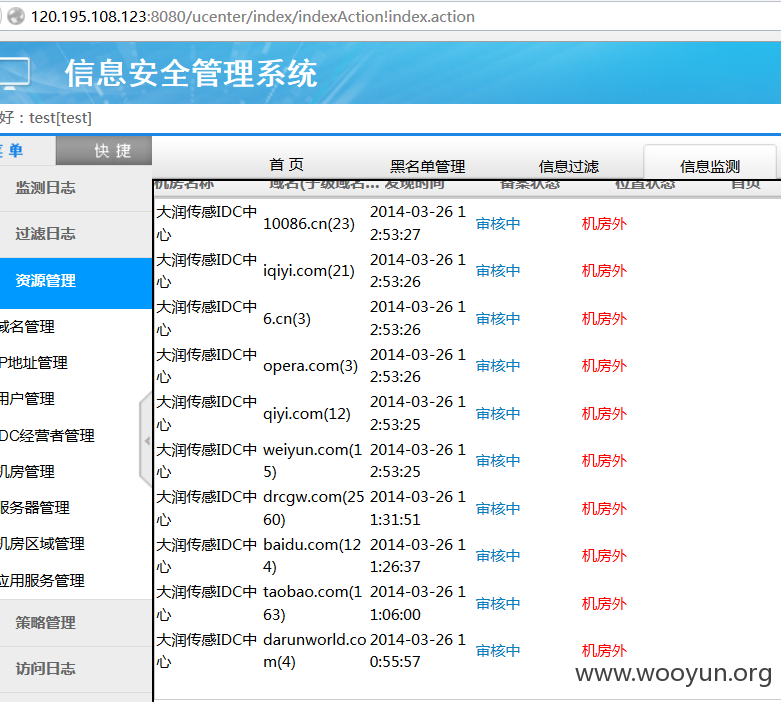 120.195.108.123:8080/ucenter/index/indexAction!index.action
信息安全管理系统
好：test[test]
单
快 捷
首 页
黑名单管理
信息过滤
信息监测
监测日志
过滤日志
资源管理
域名管理
IP地址管理
用户管理
IDC经营者管理
机房管理
服务器管理
机房区域管理
应用服务管理
策略管理
访问日志
机房名称 域名(子级域名... 发现时间 备案状态 位置状态 首页
大润传感IDC中心 10086.cn(23) 2014-03-26 12:53:27 审核中 机房外
大润传感IDC中心 iqiyi.com(21) 2014-03-26 12:53:26 审核中 机房外
大润传感IDC中心 6.cn(3) 2014-03-26 12:53:26 审核中 机房外
大润传感IDC中心 opera.com(3) 2014-03-26 12:53:26 审核中 机房外
大润传感IDC中心 qiyi.com(12) 2014-03-26 12:53:25 审核中 机房外
大润传感IDC中心 weiyun.com(15) 2014-03-26 12:53:25 审核中 机房外
大润传感IDC中心 drcgw.com(2560) 2014-03-26 11:31:51 审核中 机房外
大润传感IDC中心 baidu.com(124) 2014-03-26 11:26:37 审核中 机房外
大润传感IDC中心 taobao.com(163) 2014-03-26 11:06:00 审核中 机房外
大润传感IDC中心 darunworld.com(4) 2014-03-26 10:55:57 审核中 机房外
www.wooyun.org